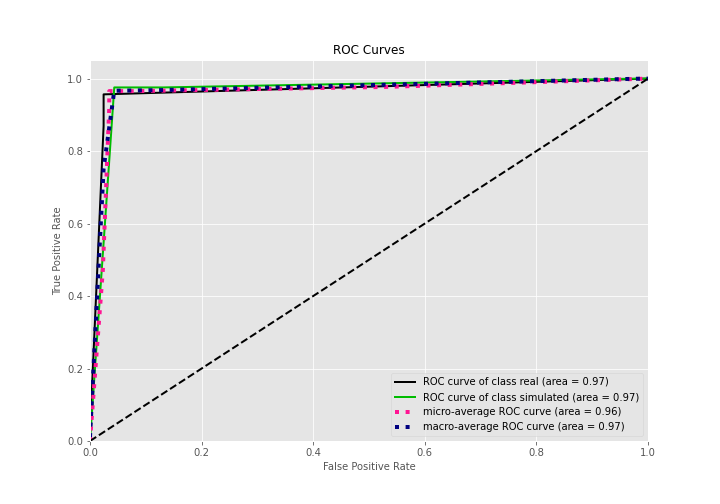 ROC Curves
1.0
0.8
0.6
0.4
0.2
0.0
True Positive Rate
0.0 0.2 0.4 0.6 0.8 1.0
False Positive Rate
ROC curve of class real (area = 0.97)
ROC curve of class simulated (area = 0.97)
micro-average ROC curve (area = 0.96)
macro-average ROC curve (area = 0.97)